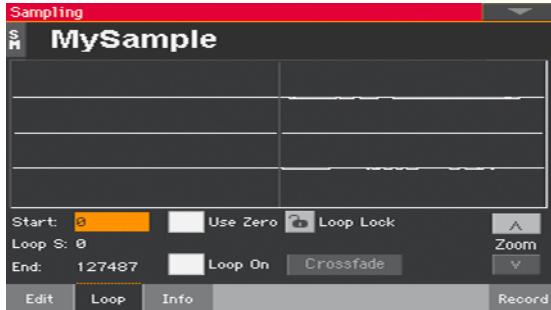 Sampling
SM MySample
Start: 0 Use Zero Loop Lock
Loop S: 0 Zoom
End: 127487 Loop On Crossfade
Edit Loop Info Record